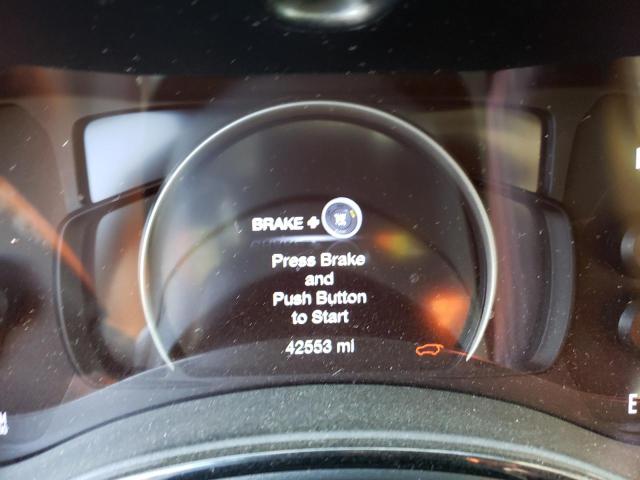 BRAKE +
Press Brake
and
Push Button
to Start
42553 mi
E